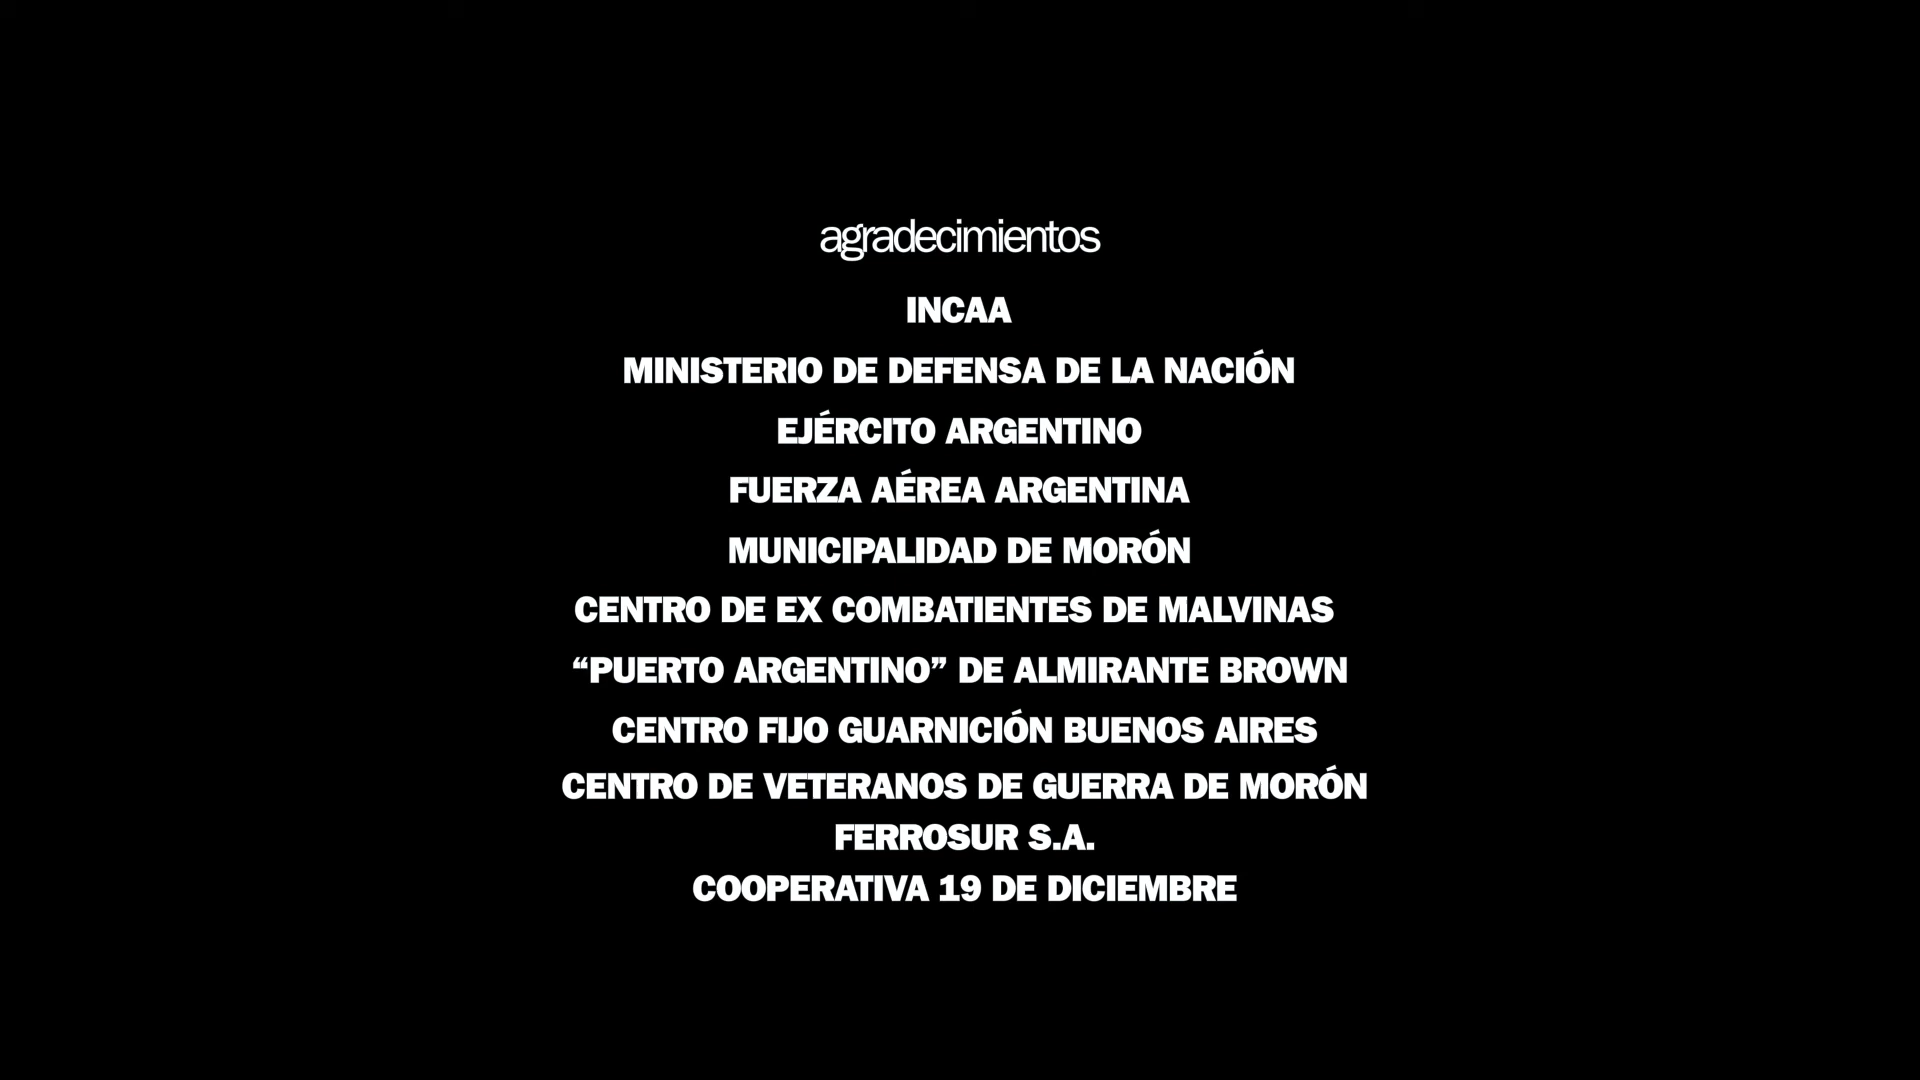 agradecimientos
INCAA
MINISTERIO DE DEFENSA DE LA NACIÓN
EJÉRCITO ARGENTINO
FUERZA AÉREA ARGENTINA
MUNICIPALIDAD DE MORÓN
CENTRO DE EX COMBATIENTES DE MALVINAS
“PUERTO ARGENTINO” DE ALMIRANTE BROWN
CENTRO FIJO GUARNICIÓN BUENOS AIRES
CENTRO DE VETERANOS DE GUERRA DE MORÓN
FERROSUR S.A.
COOPERATIVA 19 DE DICIEMBRE